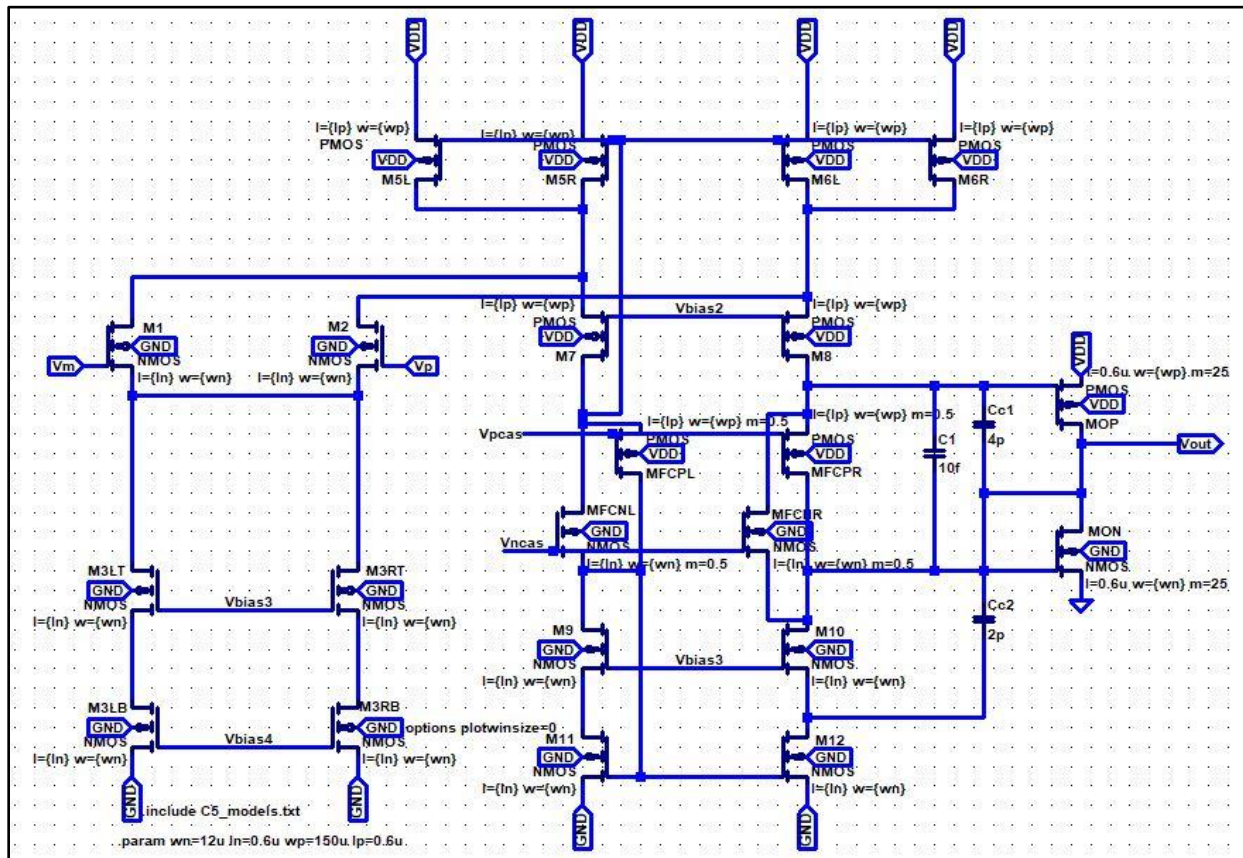 VDD VDD VDD VDD
l={lp} w={wp} l={lp} w={wp} l={lp} w={wp} l={lp} w={wp}
PMOS PMOS PMOS PMOS
VDD VDD VDD VDD
M5L M5R M6L M6R
l={lp} w={wp} Vbias2 l={lp} w={wp}
PMOS PMOS
VDD VDD
M7 M8
M1 M2
GND GND
Vm NMOS NMOS Vp
l={ln} w={wn} l={ln} w={wn}
VDD
l=0.6u w={wp} m=25
PMOS
VDD
MOP
Vout
l={lp} w={wp} m=0.5 l={lp} w={wp} m=0.5
Vpcas PMOS PMOS
VDD VDD
MFCPL MFCPR
C1
10f
Cc1
4p
MFCNL MFCNR
GND GND
Vncas NMOS NMOS
l={ln} w={wn} m=0.5 l={ln} w={wn} m=0.5
MON
GND
NMOS
l=0.6u w={wn} m=25
Cc2
2p
M3LT M3RT
GND GND
NMOS Vbias3 NMOS
l={ln} w={wn} l={ln} w={wn}
M9 M10
GND GND
NMOS Vbias3 NMOS
l={ln} w={wn} l={ln} w={wn}
M3LB M3RB
GND GND options plotwinsize=0
NMOS Vbias4 NMOS
l={ln} w={wn} l={ln} w={wn}
M11 M12
GND GND
NMOS NMOS
l={ln} w={wn} l={ln} w={wn}
GND GND GND GND
.include C5_models.txt
.param wn=12u ln=0.6u wp=150u lp=0.6u